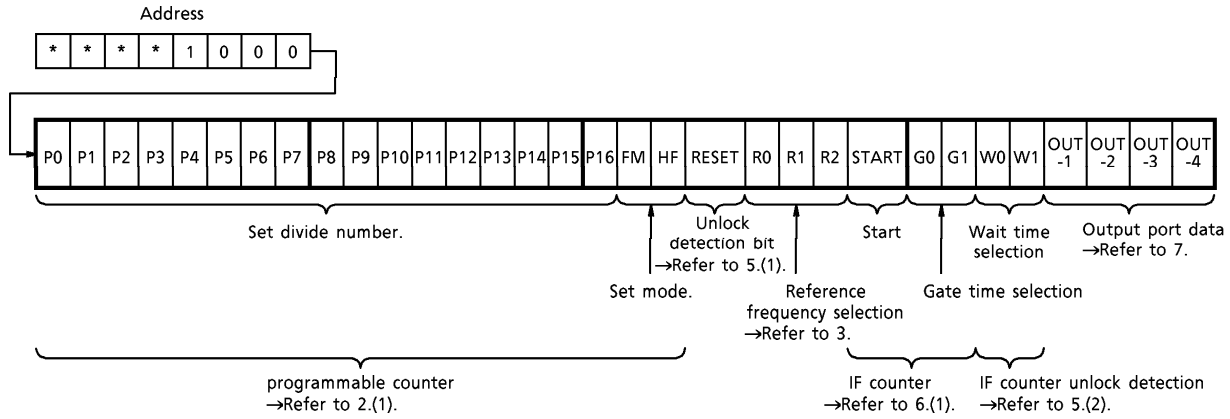 Address
* * * * 1 0 0 0
P0 P1 P2 P3 P4 P5 P6 P7 P8 P9 P10 P11 P12 P13 P14 P15 P16 FM HF RESET R0 R1 R2 START G0 G1 W0 W1 OUT-1 OUT-2 OUT-3 OUT-4
Set divide number.
Unlock
detection bit
→Refer to 5.(1).
Start
Wait time
selection
Output port data
→Refer to 7.
Set mode.
Reference
frequency selection
→Refer to 3.
Gate time selection
programmable counter
→Refer to 2.(1).
IF counter
→Refer to 6.(1).
IF counter unlock detection
→Refer to 5.(2).